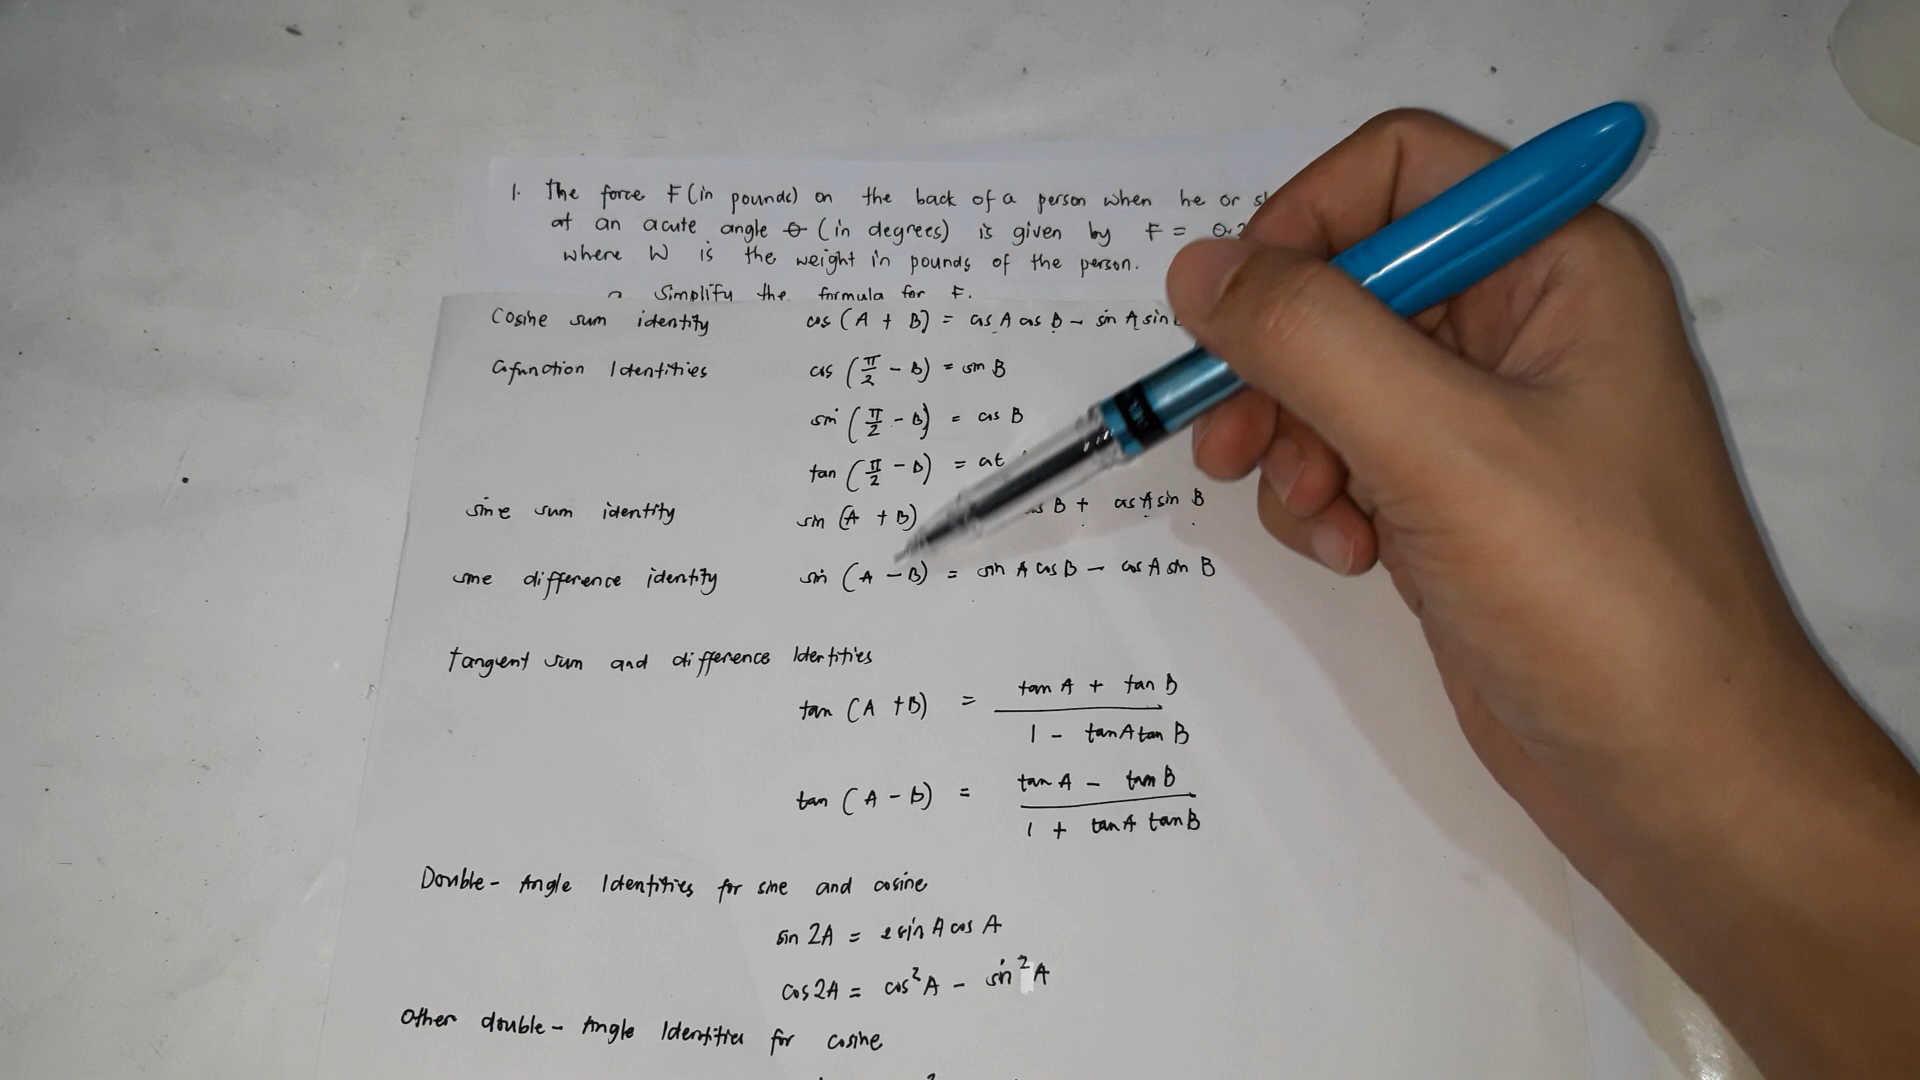 1. The force F (in pounds) on the back of a person when he or
at an acute angle θ (in degrees) is given by F =
where W is the weight in pounds of the person.
Simplify the formula for F.
Cosine sum identity cos (A + B) = cos A cos B - sin A sin
Cofunction Identities cos (π/2 - B) = sin B
sin (π/2 - B) = cos B
tan (π/2 - B) = cot
sine sum identity sin (A + B) B + cos A sin B
sine difference identity sin (A - B) = sin A cos B - cos A sin B
Tangent sum and difference Identities
tan (A + B) = tan A + tan B
1 - tan A tan B
tan (A - B) = tan A - tan B
1 + tan A tan B
Double-Angle Identities for sine and cosine
sin 2A = 2 sin A cos A
cos 2A = cos² A - sin² A
Other double-Angle Identities for cosine